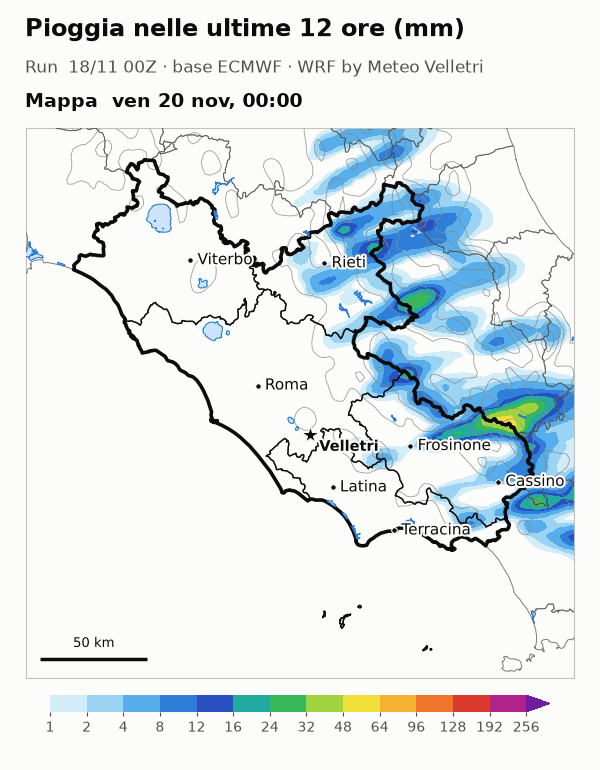 Pioggia nelle ultime 12 ore (mm)
Run  18/11 00Z · base ECMWF · WRF by Meteo Velletri
Mappa  ven 20 nov, 00:00
Viterbo
Rieti
Roma
Velletri
Frosinone
Latina
Cassino
Terracina
50 km
1 2 4 8 12 16 24 32 48 64 96 128 192 256